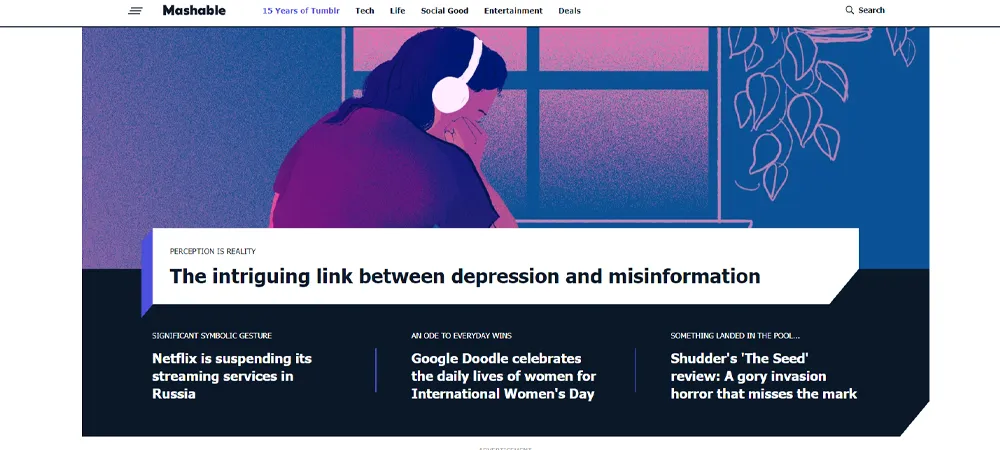 Mashable 15 Years of Tumblr Tech Life Social Good Entertainment Deals Search
PERCEPTION IS REALITY
The intriguing link between depression and misinformation
SIGNIFICANT SYMBOLIC GESTURE
Netflix is suspending its
streaming services in
Russia
AN ODE TO EVERYDAY WINS
Google Doodle celebrates
the daily lives of women for
International Women's Day
SOMETHING LANDED IN THE POOL...
Shudder's 'The Seed'
review: A gory invasion
horror that misses the mark
ADVERTISEMENT